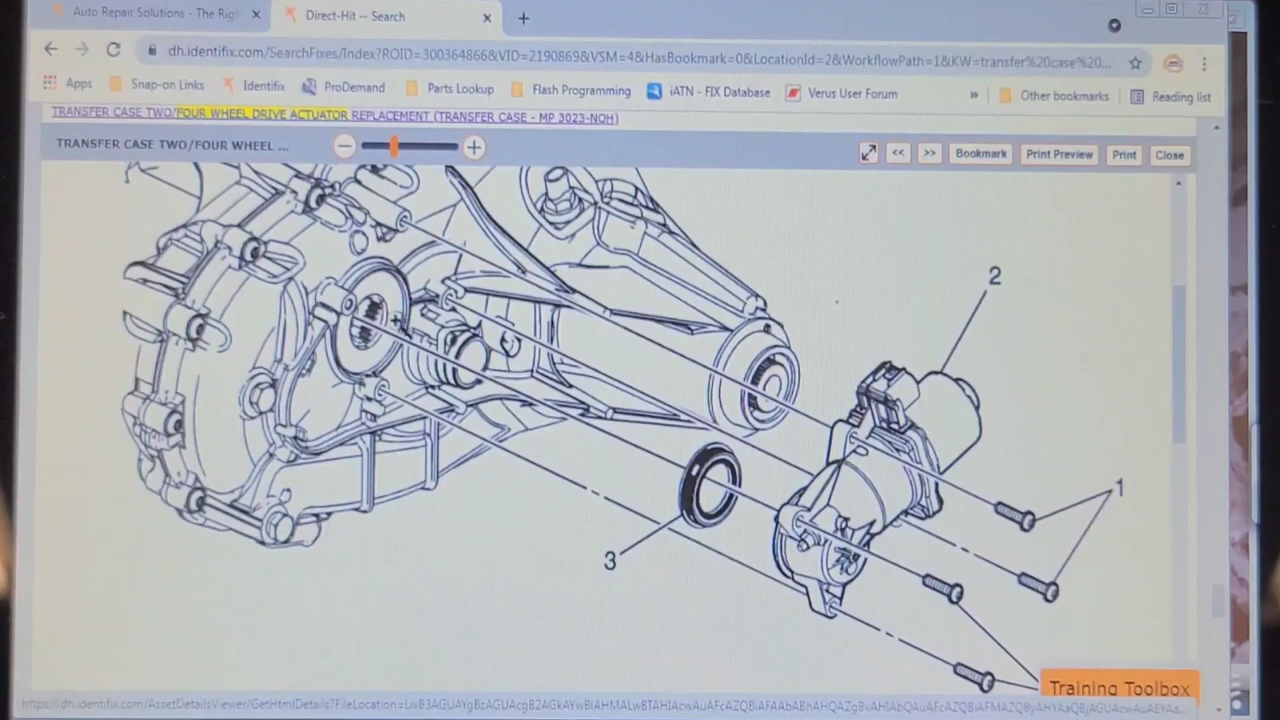 Auto Repair Solutions - The Righ
Direct-Hit -- Search
dh.identifix.com/SearchFixes/Index?ROID=300364866&VID=2190869&VSM=4&HasBookmark=0&LocationId=2&WorkflowPath=1&KW=transfer%20case%20...
Apps
Snap-on Links
Identifix
ProDemand
Parts Lookup
Flash Programming
iATN - FIX Database
Verus User Forum
»
Other bookmarks
Reading list
TRANSFER CASE TWO/FOUR WHEEL DRIVE ACTUATOR REPLACEMENT (TRANSFER CASE - MP 3023-NQH)
TRANSFER CASE TWO/FOUR WHEEL ...
<<
>>
Bookmark
Print Preview
Print
Close
2
1
3
Training Toolbox